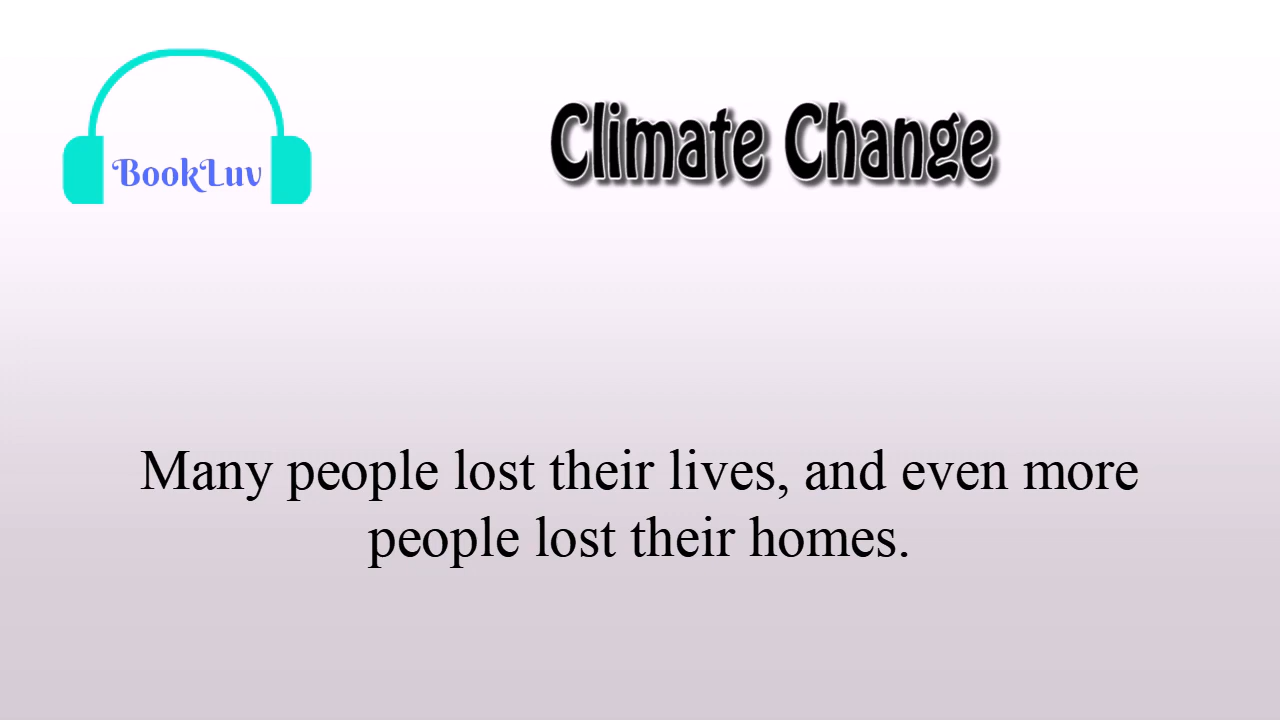 BookLuv
Climate Change
Many people lost their lives, and even more
people lost their homes.